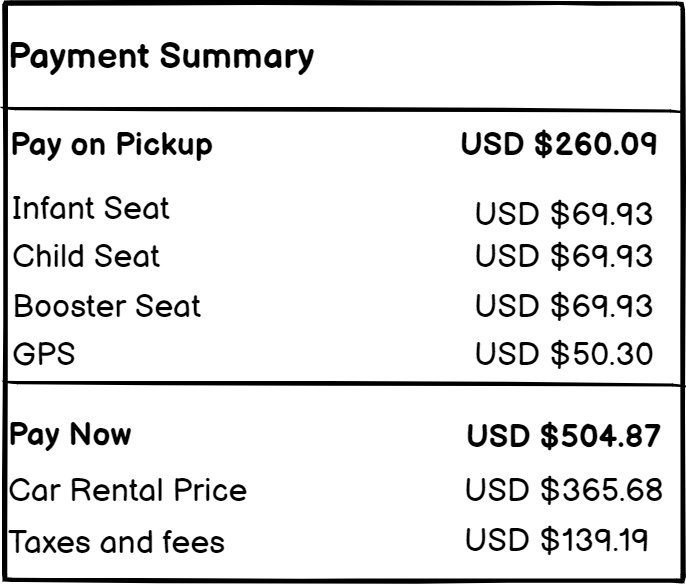 Payment Summary
Pay on Pickup USD $260.09
Infant Seat USD $69.93
Child Seat USD $69.93
Booster Seat USD $69.93
GPS USD $50.30
Pay Now USD $504.87
Car Rental Price USD $365.68
Taxes and fees USD $139.19